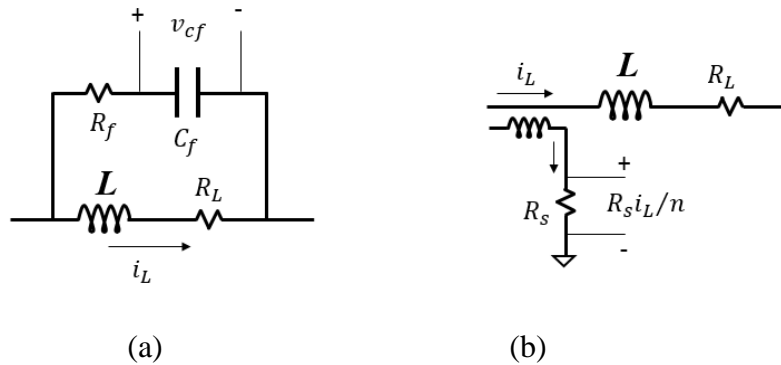 + v_cf -
R_f
C_f
L
R_L
i_L
(a)
i_L
L
R_L
+
R_s
R_s i_L/n
-
(b)